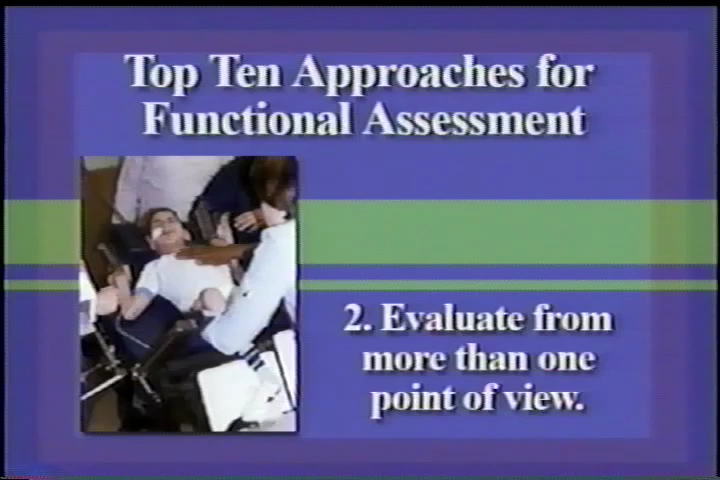 Top Ten Approaches for
Functional Assessment
2. Evaluate from
more than one
point of view.